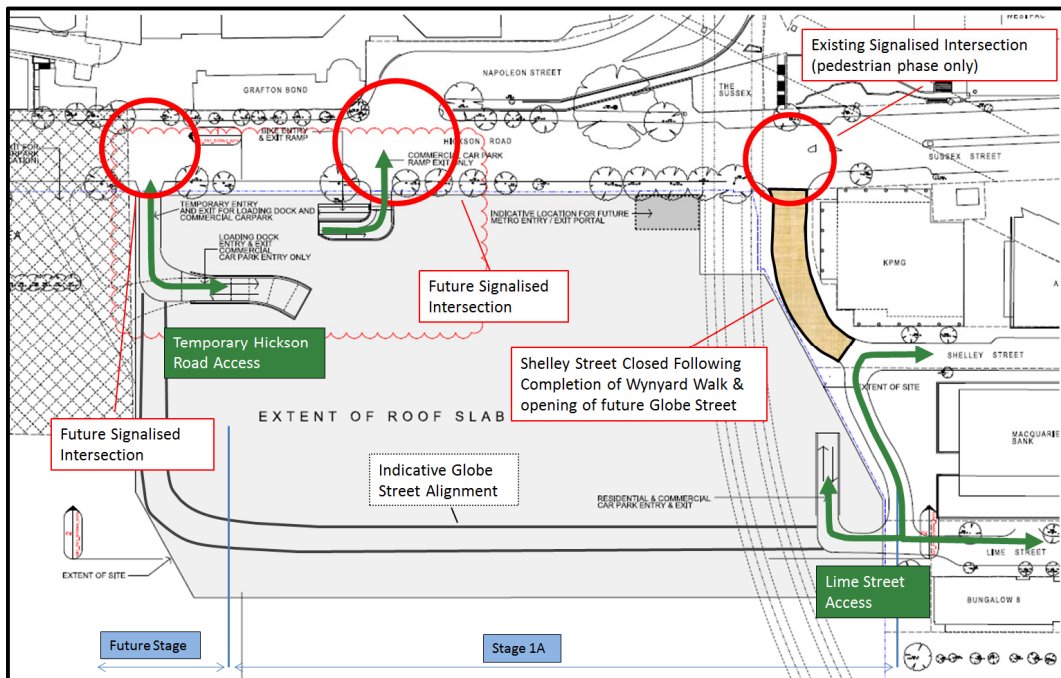 WESTPAC
Existing Signalised Intersection
(pedestrian phase only)
NAPOLEON STREET
GRAFTON BOND
THE
SUSSEX
BIKE ENTRY
& EXIT RAMP
HICKSON ROAD
SUSSEX STREET
COMMERCIAL CAR PARK
RAMP EXIT ONLY
TEMPORARY ENTRY
AND EXIT FOR LOADING DOCK AND
COMMERCIAL CARPARK
INDICATIVE LOCATION FOR FUTURE
METRO ENTRY / EXIT PORTAL
LOADING DOCK
ENTRY & EXIT
COMMERCIAL
CAR PARK ENTRY ONLY
KPMG
Future Signalised
Intersection
Temporary Hickson
Road Access
Shelley Street Closed Following
Completion of Wynyard Walk &
opening of future Globe Street
SHELLEY STREET
EXTENT OF SITE
EXTENT OF ROOF SLAB
Future Signalised
Intersection
MACQUARIE
BANK
Indicative Globe
Street Alignment
RESIDENTIAL & COMMERCIAL
CAR PARK ENTRY & EXIT
LIME STREET
EXTENT OF SITE
Lime Street
Access
BUNGALOW 8
Future Stage
Stage 1A